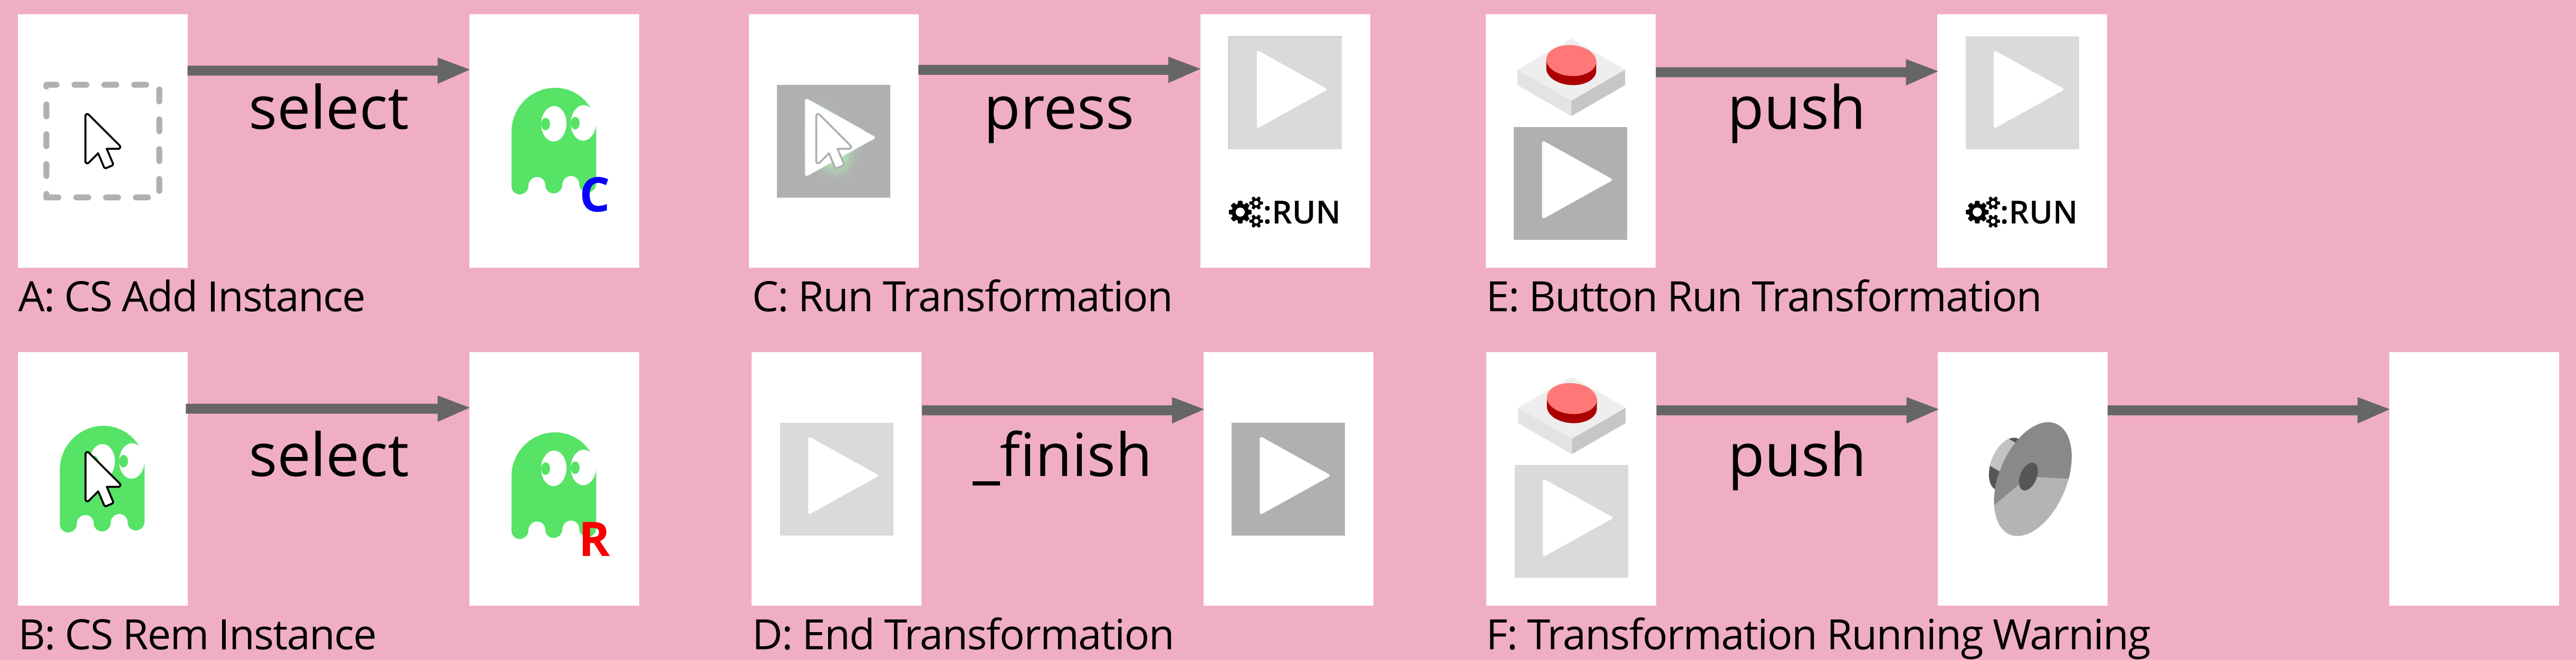 select
C
A: CS Add Instance
press
:RUN
C: Run Transformation
push
:RUN
E: Button Run Transformation
select
R
B: CS Rem Instance
_finish
D: End Transformation
push
F: Transformation Running Warning